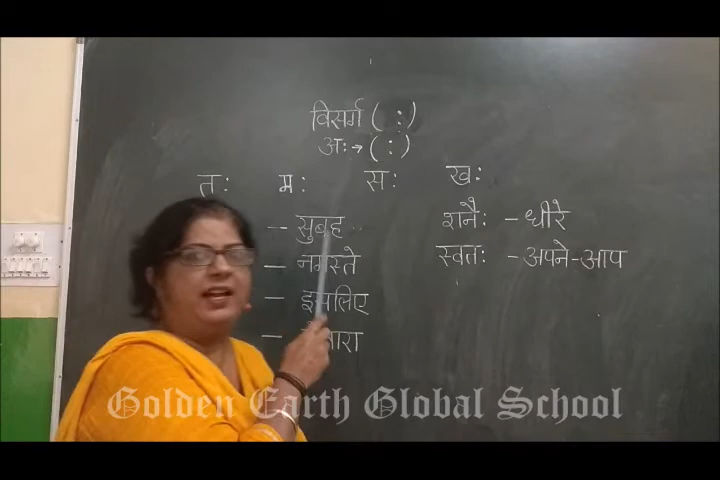 विसर्ग ( : )
अः→ ( : )
तः मः सः खः
– सुबह शनैः – धीरे
– नमस्ते स्वतः – अपने-आप
– इसलिए
–
Golden Earth Global School